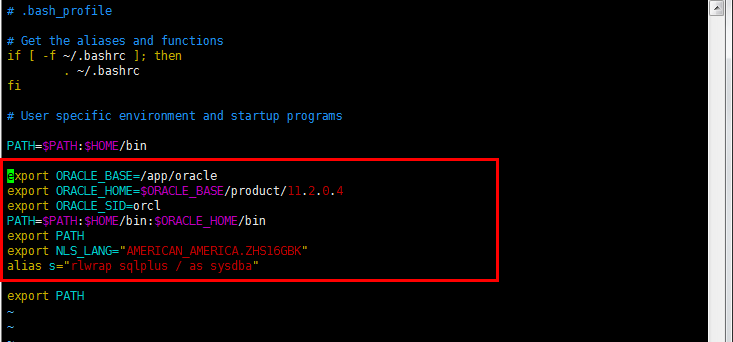 # .bash_profile
# Get the aliases and functions
if [ -f ~/.bashrc ]; then
. ~/.bashrc
fi
# User specific environment and startup programs
PATH=$PATH:$HOME/bin
export ORACLE_BASE=/app/oracle
export ORACLE_HOME=$ORACLE_BASE/product/11.2.0.4
export ORACLE_SID=orcl
PATH=$PATH:$HOME/bin:$ORACLE_HOME/bin
export PATH
export NLS_LANG="AMERICAN_AMERICA.ZHS16GBK"
alias s="rlwrap sqlplus / as sysdba"
export PATH
~
~
~